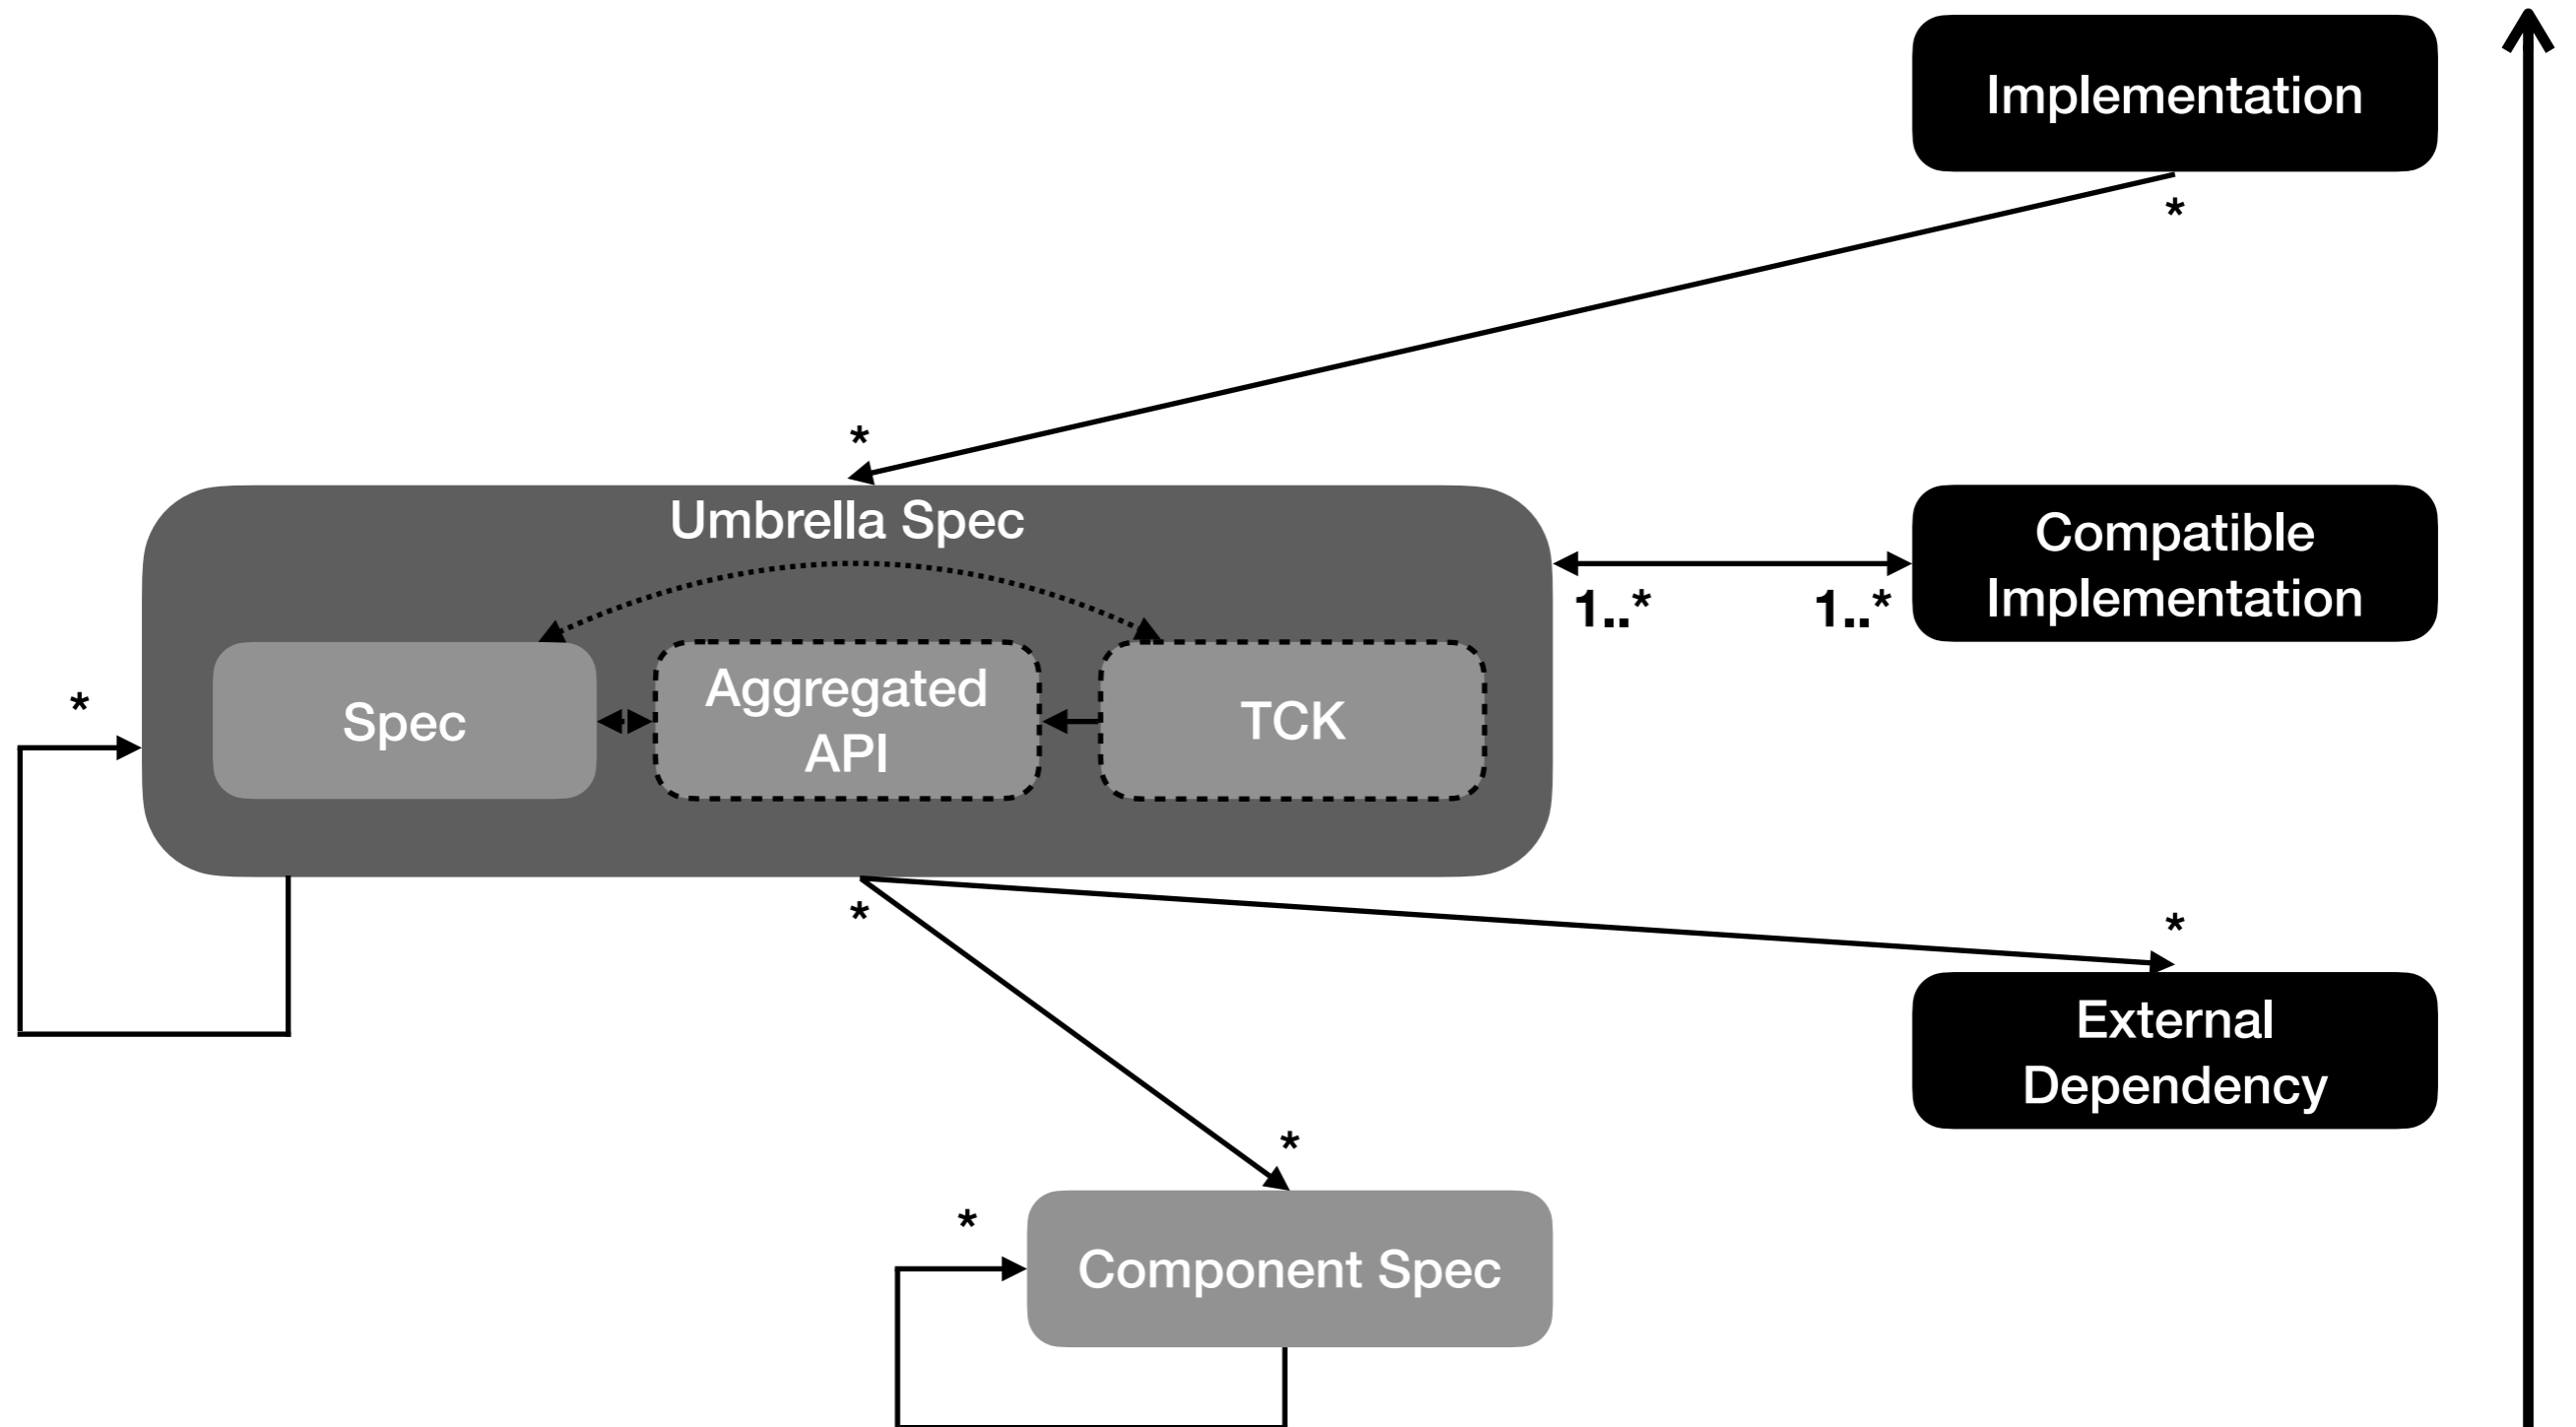 Implementation
*
*
Umbrella Spec
Compatible
Implementation
1..*
1..*
Spec
Aggregated
API
TCK
*
*
*
External
Dependency
*
*
Component Spec